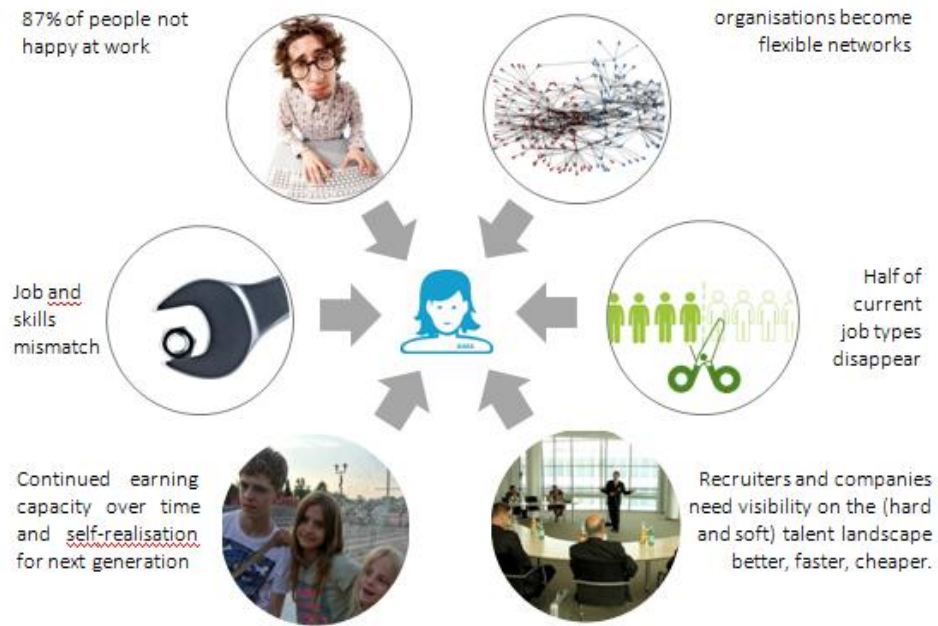 87% of people not
happy at work
organisations become
flexible networks
Job and
skills
mismatch
Half of
current
job types
disappear
Continued earning
capacity over time
and self-realisation
for next generation
Recruiters and companies
need visibility on the (hard
and soft) talent landscape
better, faster, cheaper.